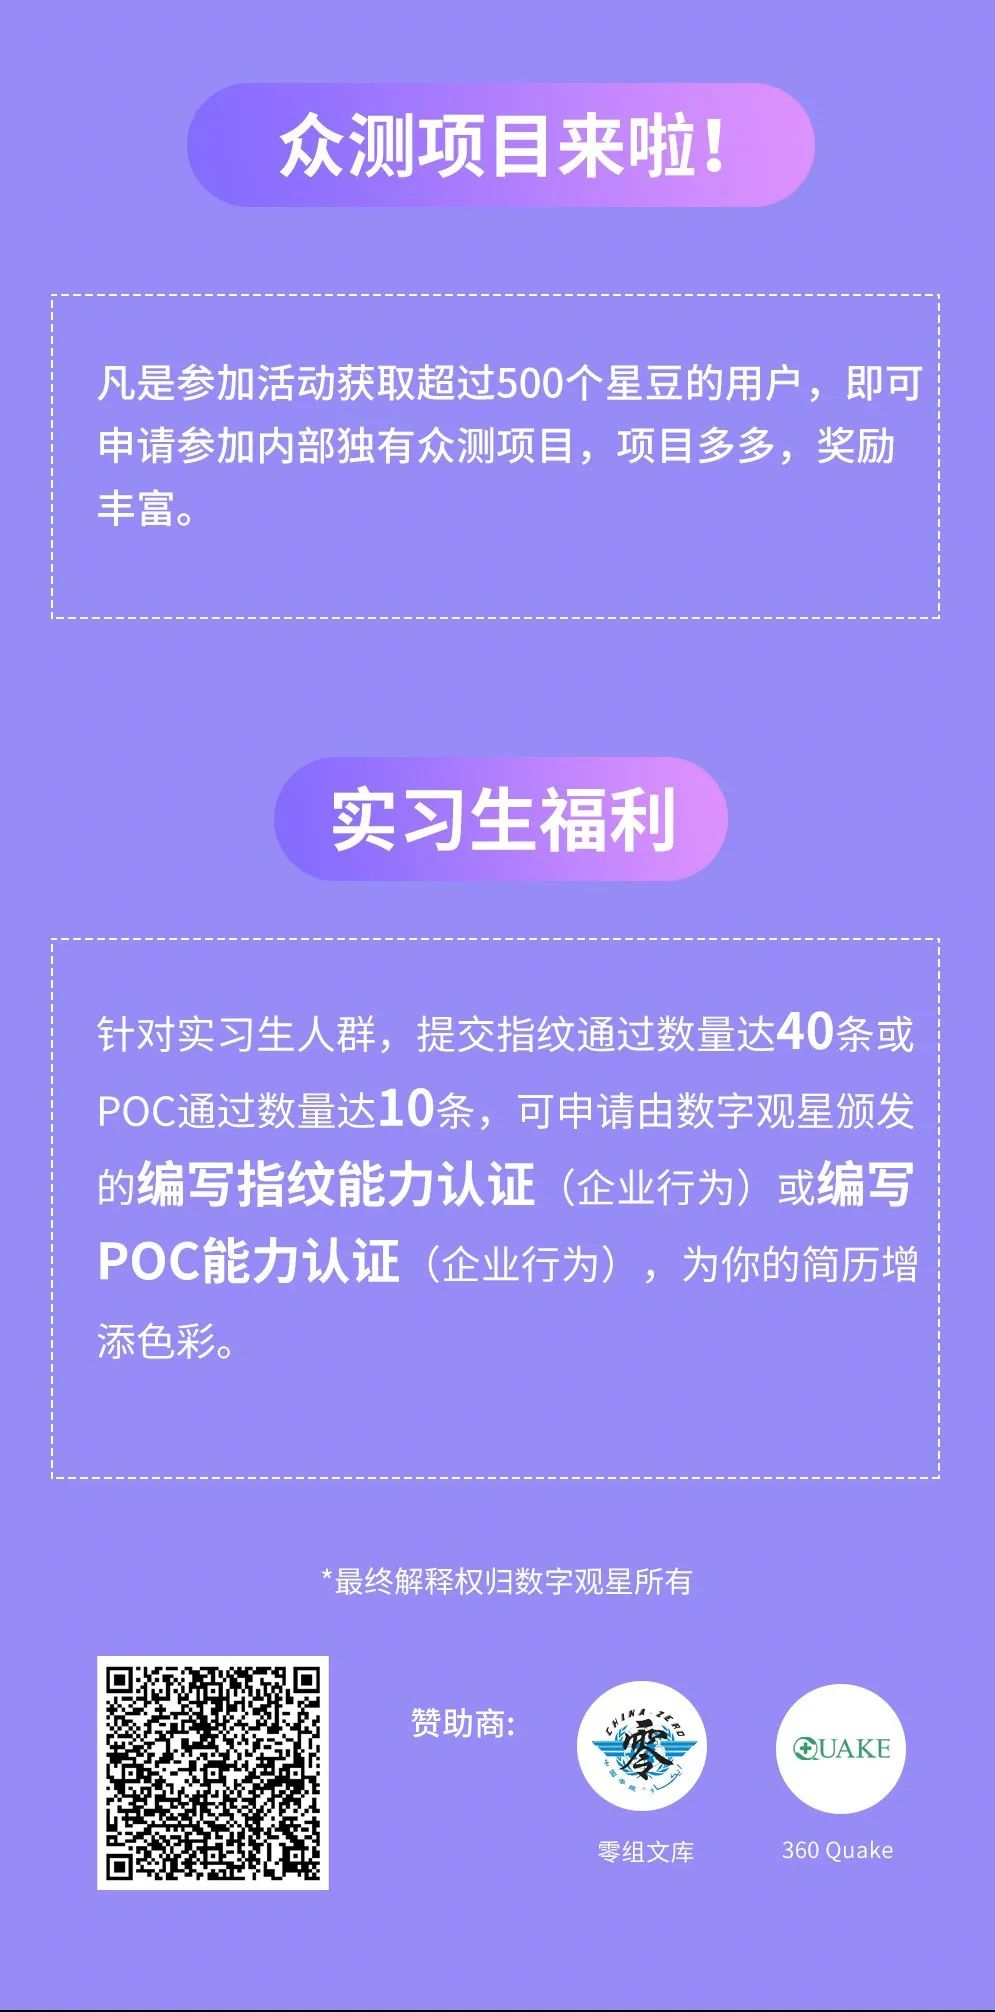 众测项目来啦！
凡是参加活动获取超过500个星豆的用户，即可
申请参加内部独有众测项目，项目多多，奖励
丰富。
实习生福利
针对实习生人群，提交指纹通过数量达40条或
POC通过数量达10条，可申请由数字观星颁发
的编写指纹能力认证（企业行为）或编写
POC能力认证（企业行为），为你的简历增
添色彩。
*最终解释权归数字观星所有
赞助商:
CHINA·ZERO
零
QUAKE
零组文库
360 Quake